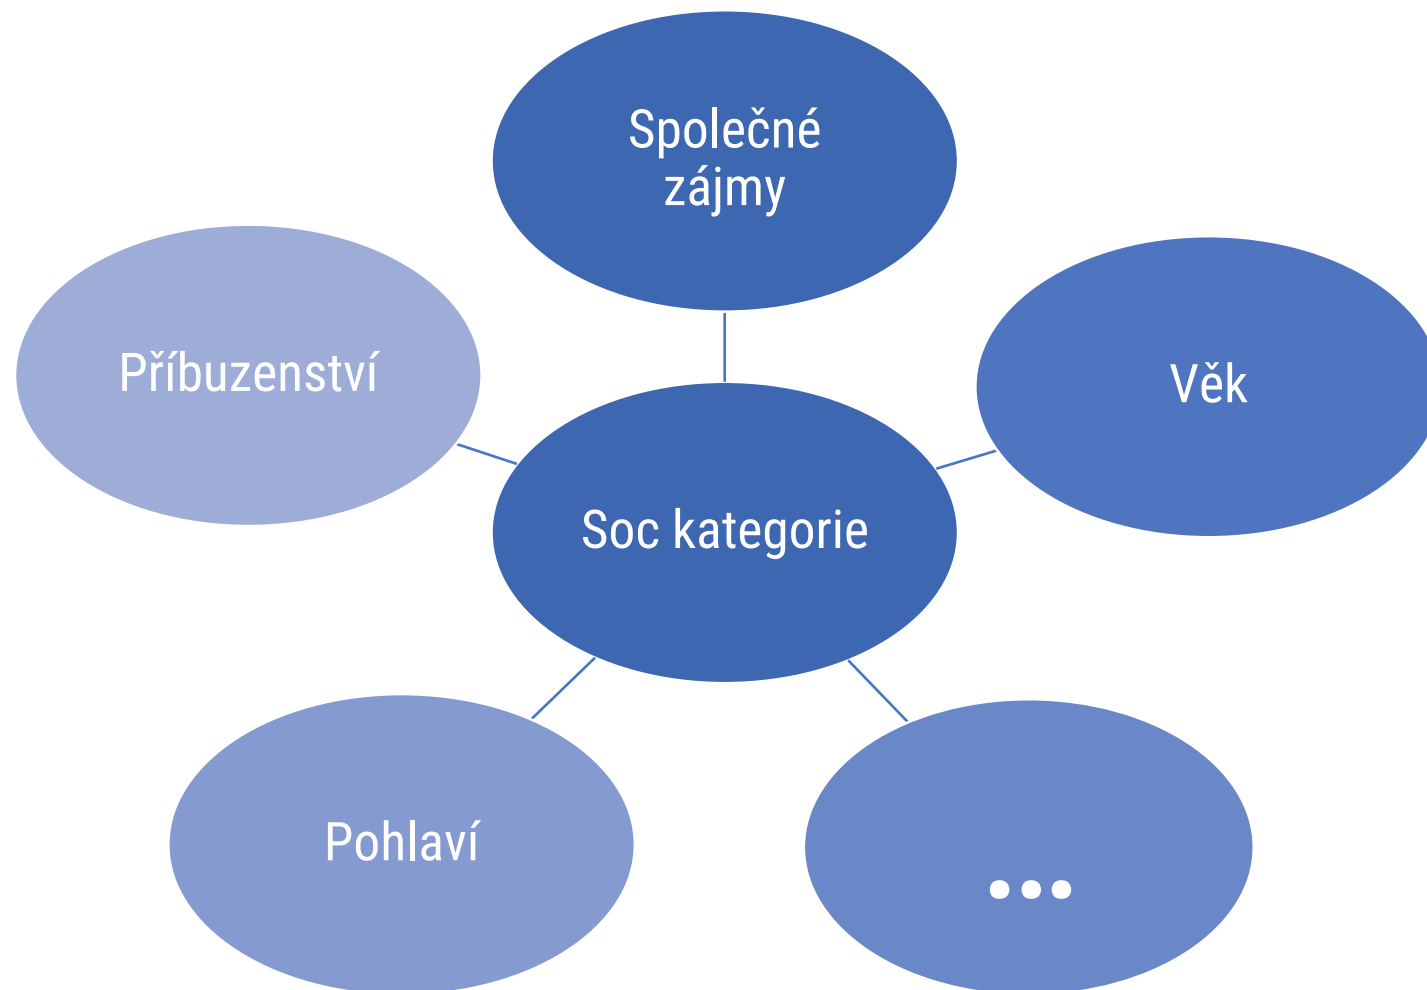 Společné
zájmy
Příbuzenství
Věk
Soc kategorie
Pohlaví
...